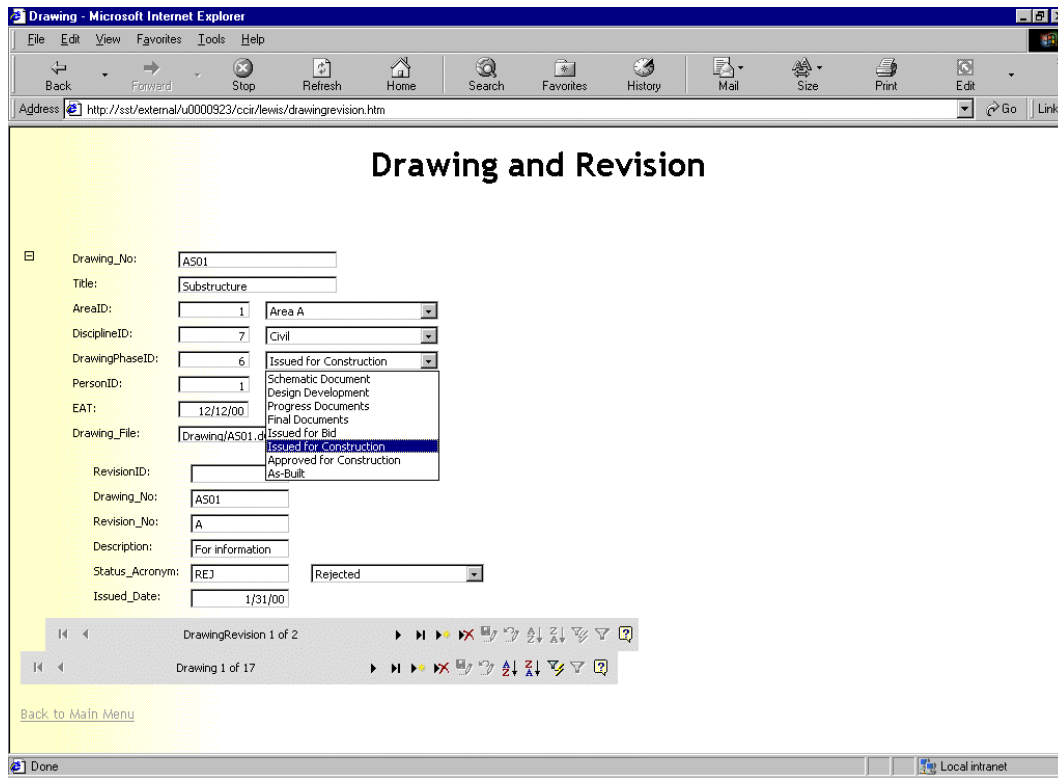 Drawing - Microsoft Internet Explorer
File Edit View Favorites Tools Help
Back Forward Stop Refresh Home Search Favorites History Mail Size Print Edit
Address http://sst/external/u0000923/ccir/lewis/drawingrevision.htm Go Link
Drawing and Revision
Drawing_No: AS01
Title: Substructure
AreaID: 1 Area A
DisciplineID: 7 Civil
DrawingPhaseID: 6 Issued for Construction
Schematic Document
PersonID: 1
Design Development
Progress Documents
EAT: 12/12/00
Final Documents
Drawing_File: Drawing/AS01.d
Issued for Bid
Issued for Construction
Approved for Construction
RevisionID:
As-Built
Drawing_No: AS01
Revision_No: A
Description: For information
Status_Acronym: REJ Rejected
Issued_Date: 1/31/00
DrawingRevision 1 of 2
Drawing 1 of 17
Back to Main Menu
Done Local intranet